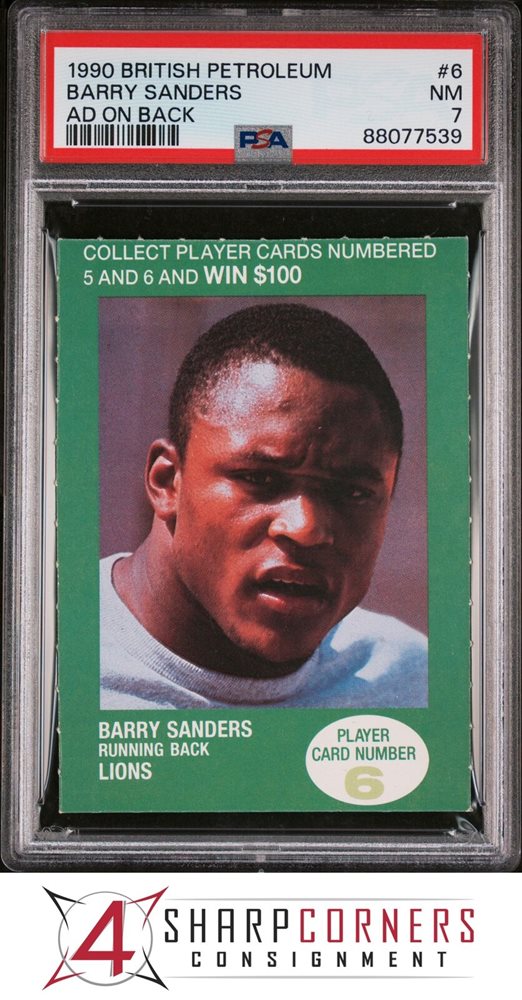 1990 BRITISH PETROLEUM #6
BARRY SANDERS NM
AD ON BACK 7
PSA 88077539
COLLECT PLAYER CARDS NUMBERED
5 AND 6 AND WIN $100
BARRY SANDERS
RUNNING BACK
LIONS
PLAYER
CARD NUMBER
6
4 SHARPCORNERS
CONSIGNMENT